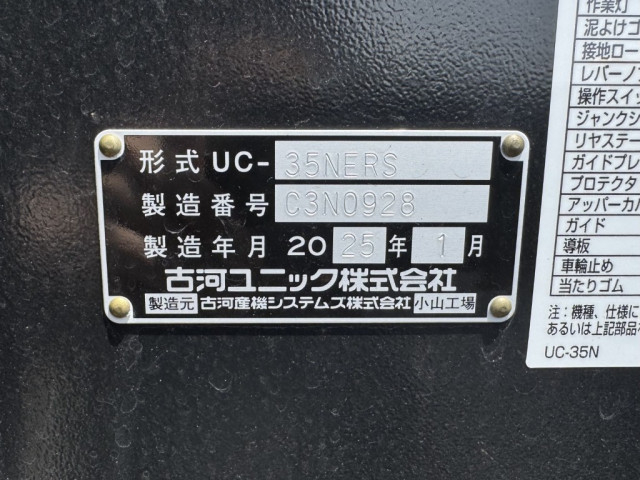 形式 UC- 35NERS
製造番号 C3N0928
製造年月 2025年 1月
古河ユニック株式会社
製造元 古河産機システムズ株式会社 小山工場
作業灯
泥よけゴ
接地ロー
レバーノブ
操作スイッ
ジャンクシ
リヤステー
ガイドプレ
プロテクタ
アッパーカバ
ガイド
導板
車輪止め
当たりゴム
注：機種、仕様に
あるいは上記部品
UC-35N